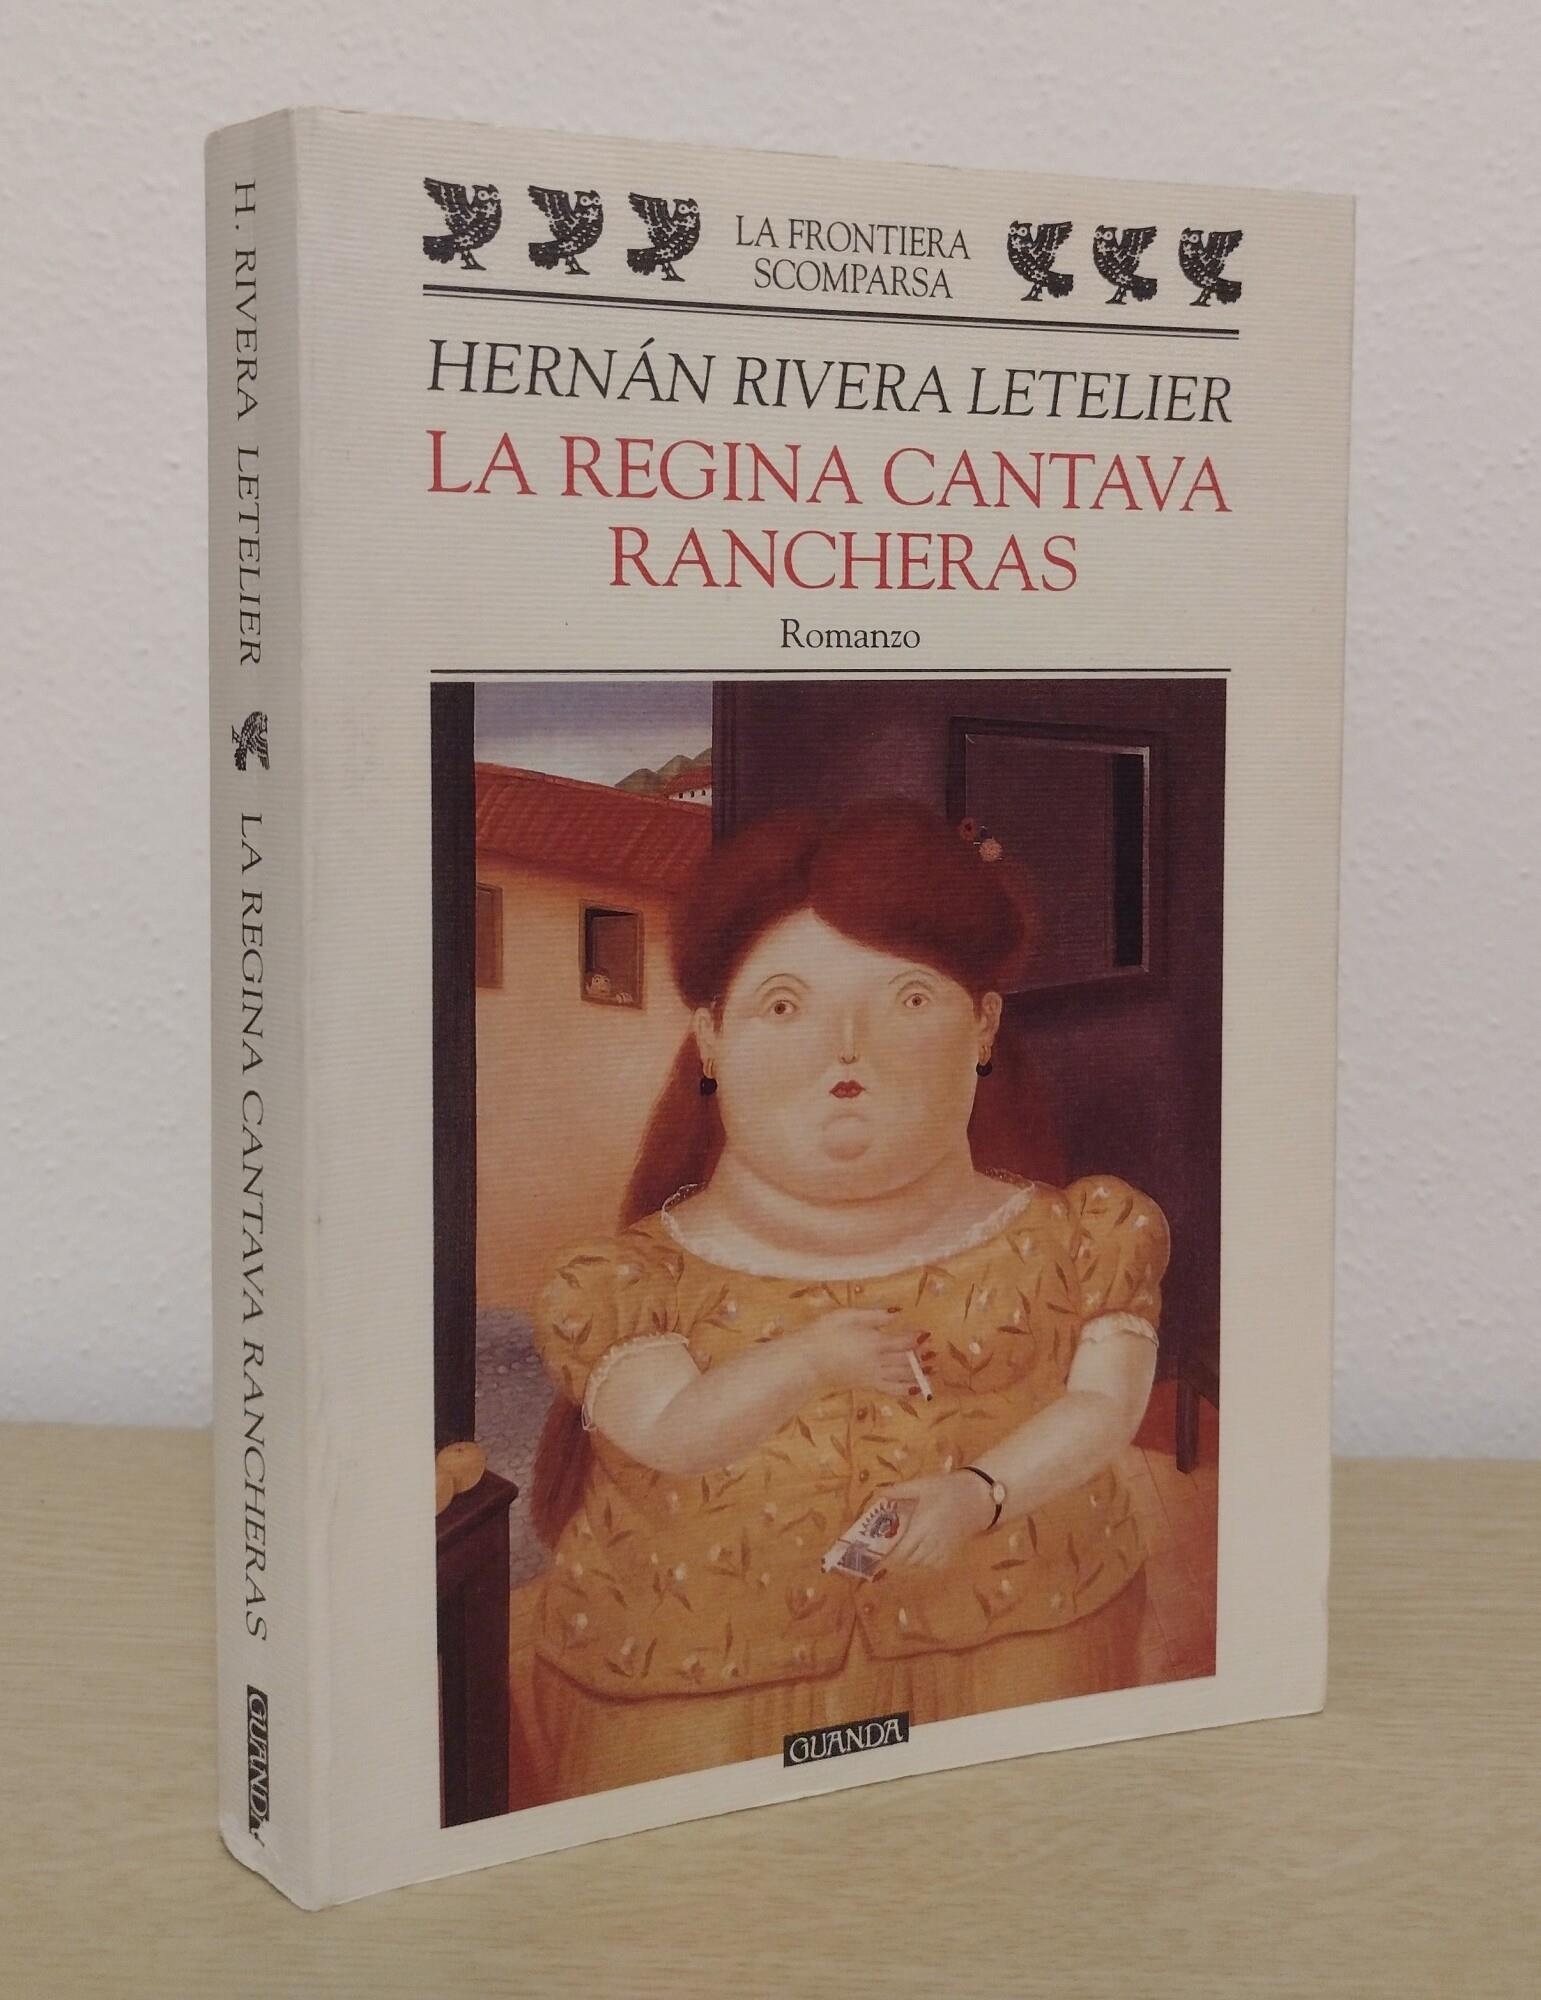 H. RIVERA LETELIER LA REGINA CANTAVA RANCHERAS GUANDA
LA FRONTIERA
SCOMPARSA
HERNÁN RIVERA LETELIER
LA REGINA CANTAVA
RANCHERAS
Romanzo
GUANDA